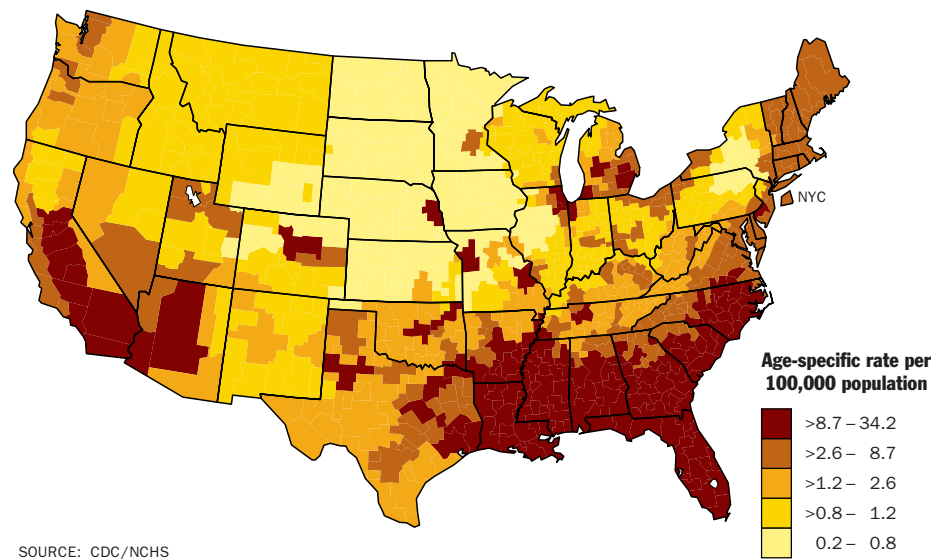 NYC
Age-specific rate per
100,000 population
>8.7 – 34.2
>2.6 – 8.7
>1.2 – 2.6
>0.8 – 1.2
0.2 – 0.8
SOURCE: CDC/NCHS